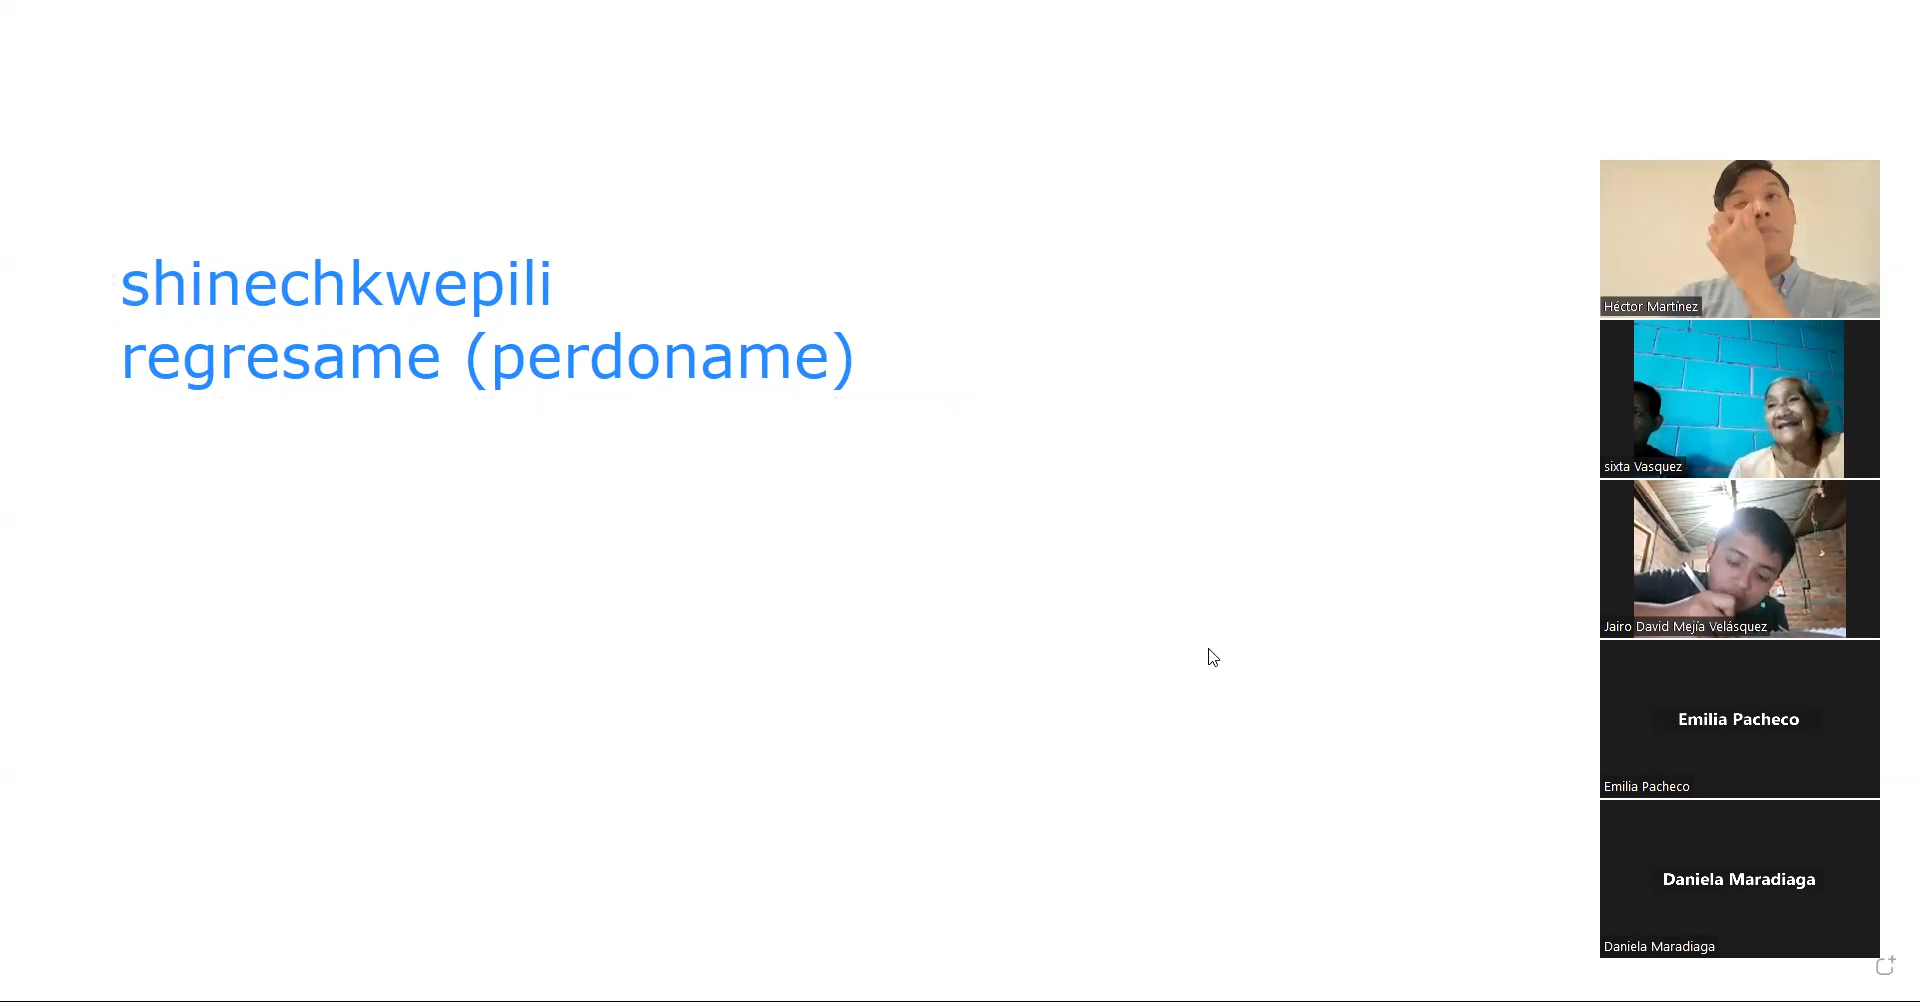 shinechkwepili
regresame (perdoname)
Héctor Martínez
sixta Vasquez
Jairo David Mejía Velásquez
Emilia Pacheco
Emilia Pacheco
Daniela Maradiaga
Daniela Maradiaga